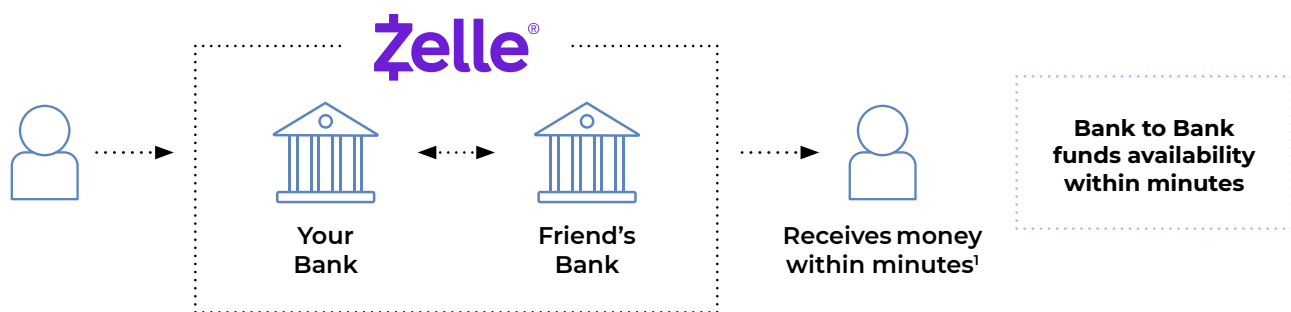 Zelle®
Your
Bank
Friend's
Bank
Receives money
within minutes¹
Bank to Bank
funds availability
within minutes